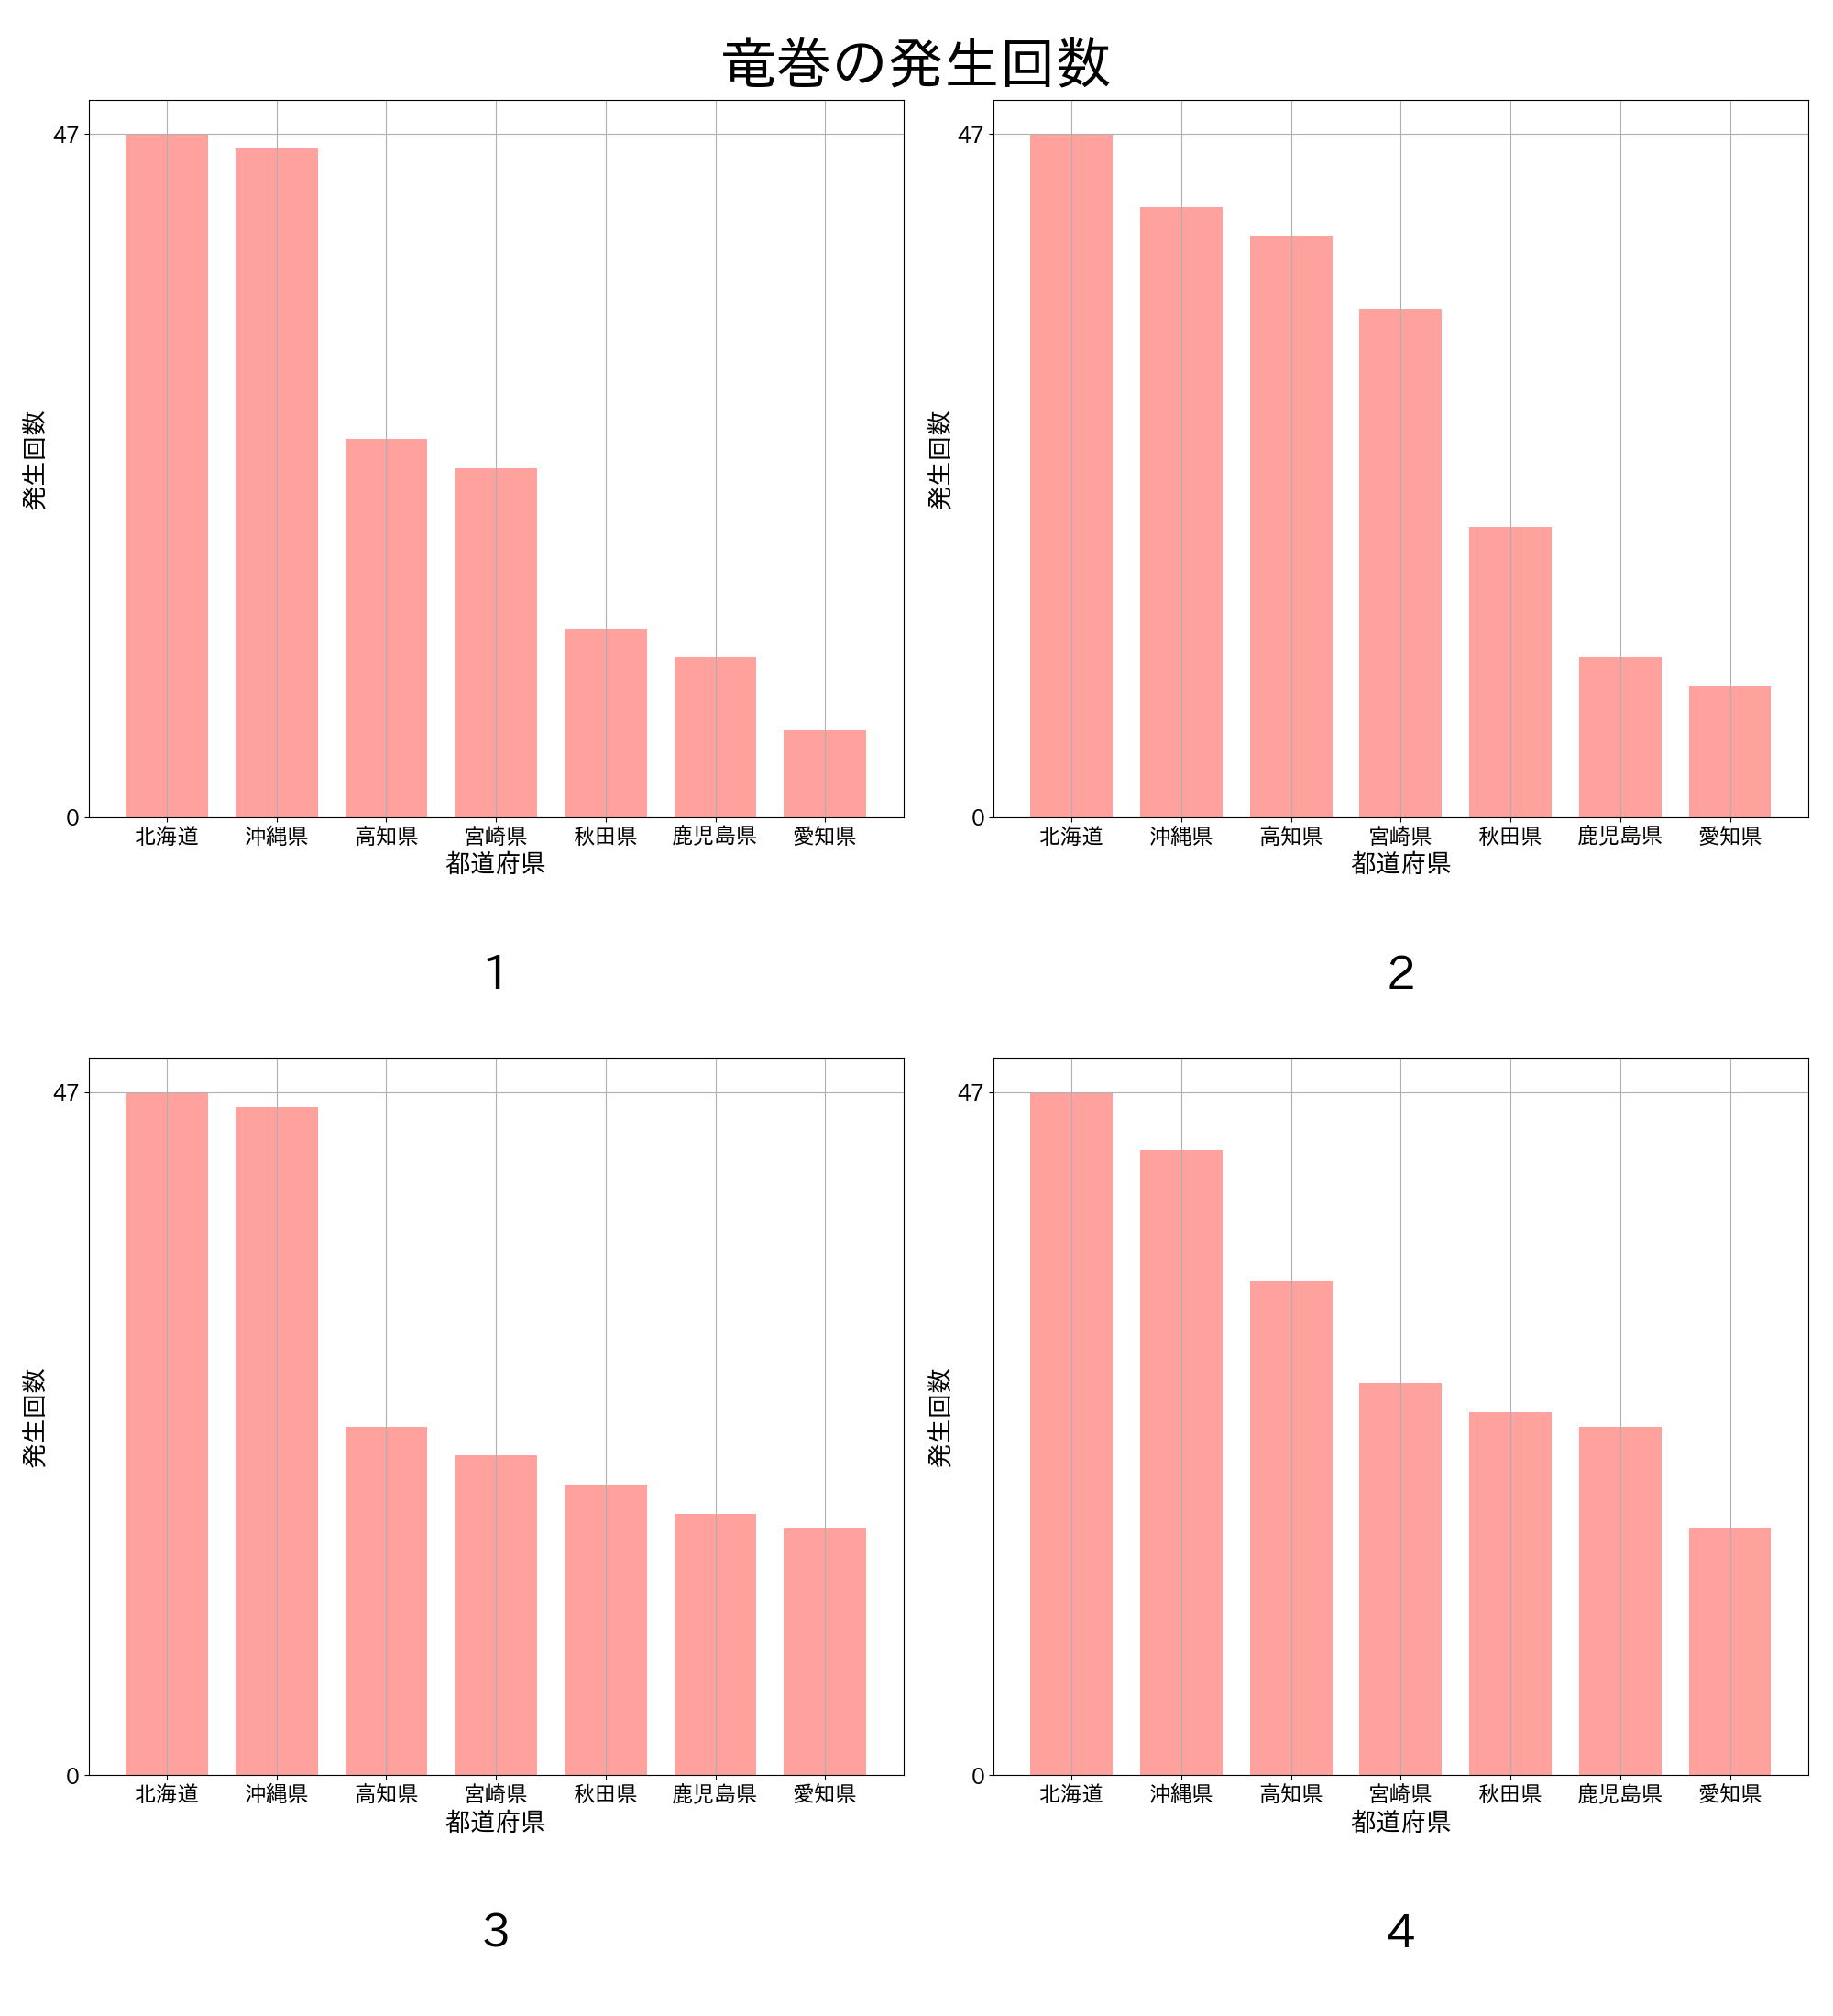 竜巻の発生回数
47
発生回数
0
北海道 沖縄県 高知県 宮崎県 秋田県 鹿児島県 愛知県
都道府県
1
47
発生回数
0
北海道 沖縄県 高知県 宮崎県 秋田県 鹿児島県 愛知県
都道府県
2
47
発生回数
0
北海道 沖縄県 高知県 宮崎県 秋田県 鹿児島県 愛知県
都道府県
3
47
発生回数
0
北海道 沖縄県 高知県 宮崎県 秋田県 鹿児島県 愛知県
都道府県
4